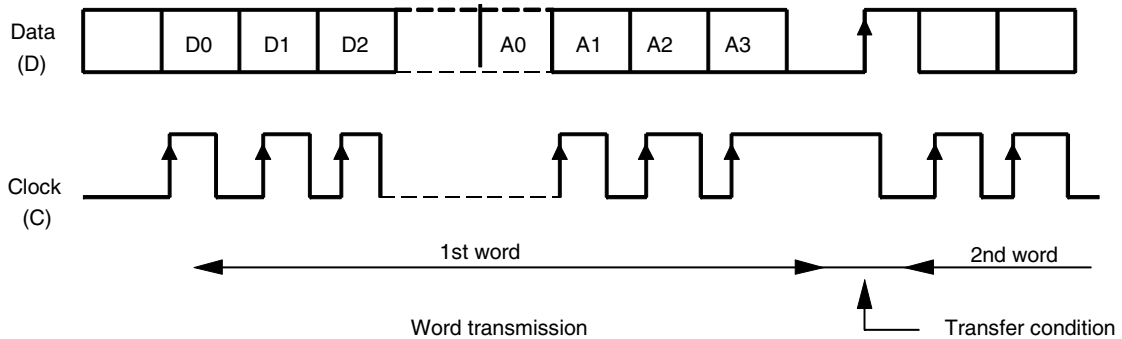 Data
(D)
D0 D1 D2 A0 A1 A2 A3
Clock
(C)
1st word 2nd word
Word transmission Transfer condition